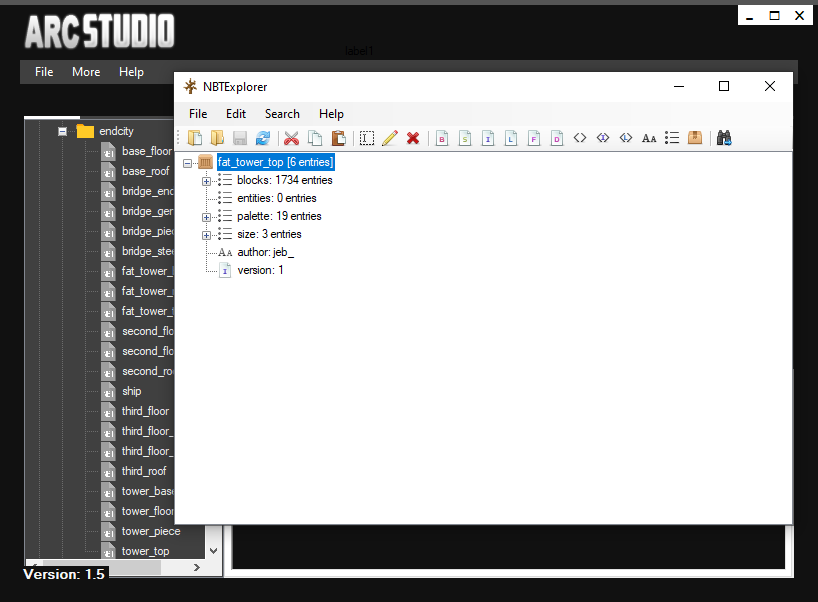 ARC STUDIO
label1
File More Help
NBTExplorer
File Edit Search Help
endcity
base_floor
base_roof
bridge_end
bridge_gen
bridge_piec
bridge_stee
fat_tower_
fat_tower_
fat_tower_t
second_flo
second_flo
second_ro
ship
third_floor
third_floor_
third_floor_
third_roof
tower_base
tower_floor
tower_piece
tower_top
fat_tower_top [6 entries]
blocks: 1734 entries
entities: 0 entries
palette: 19 entries
size: 3 entries
author: jeb_
version: 1
Version: 1.5